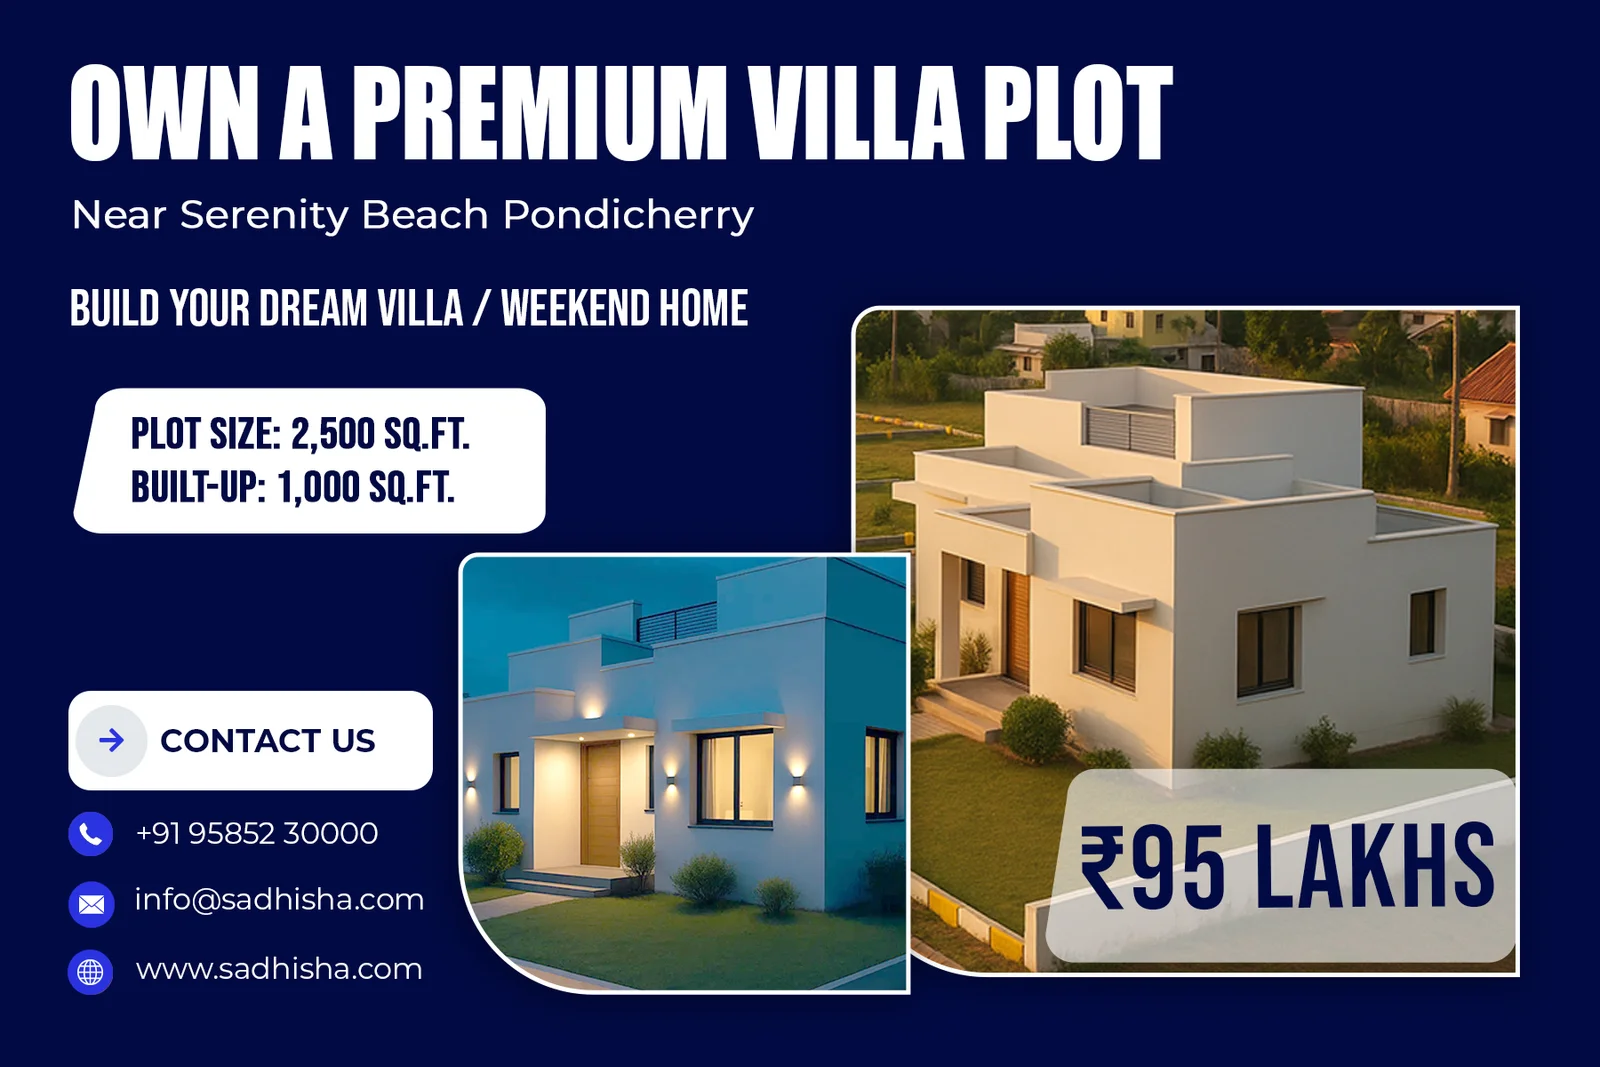 OWN A PREMIUM VILLA PLOT
Near Serenity Beach Pondicherry
BUILD YOUR DREAM VILLA / WEEKEND HOME
PLOT SIZE: 2,500 SQ.FT.
BUILT-UP: 1,000 SQ.FT.
CONTACT US
+91 95852 30000
info@sadhisha.com
www.sadhisha.com
₹95 LAKHS